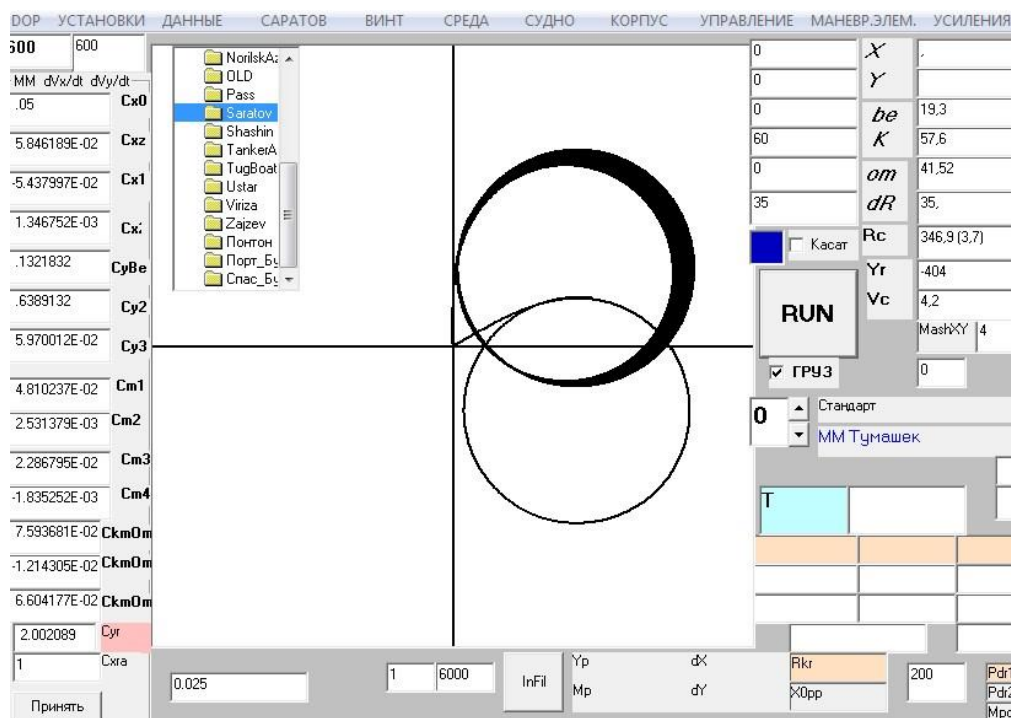 DOP УСТАНОВКИ ДАННЫЕ САРАТОВ ВИНТ СРЕДА СУДНО КОРПУС УПРАВЛЕНИЕ МАНЕВР.ЭЛЕМ. УСИЛЕНИЯ
600 600
MM dVx/dt dVy/dt
.05 Cx0
5.846189E-02 Cxz
-5.437997E-02 Cx1
1.346752E-03
.1321832 CyBe
.6389132 Cy2
5.970012E-02 Cy3
4.810237E-02 Cm1
2.531379E-03 Cm2
2.286795E-02 Cm3
-1.835252E-03 Cm4
7.593681E-02 CkmOm
-1.214305E-02 CkmOm
6.604177E-02 CkmOm
2.002089 Cyr
1 Cxra
Принять
NorilskAz
OLD
Pass
Saratov
Shashin
TankerA
TugBoat
Ustar
Viriza
Zajzev
Понтон
Порт_Бу
Спас_Бу
0 X ,
0 Y
0 be 19,3
60 K 57,6
0 om 41,52
35 dR 35,
Касат Rc 346,9 (3,7)
Yr -404
RUN Vc 4,2
MashXY 4
ГРУЗ 0
0 Стандарт
ММ Тумашек
T
0.025 1 6000 InFil
Yp dX
Mp dY
Rkr
X0pp
200
Pdr1
Pdr2